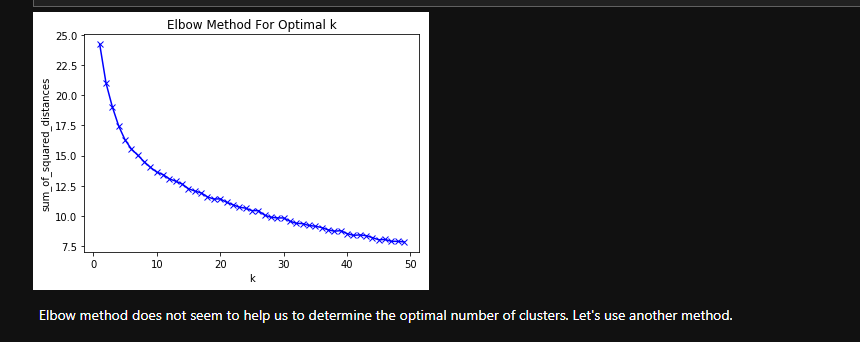 Elbow Method For Optimal k
25.0
22.5
20.0
17.5
15.0
12.5
10.0
7.5
sum_of_squared_distances
0 10 20 30 40 50
k
Elbow method does not seem to help us to determine the optimal number of clusters. Let's use another method.